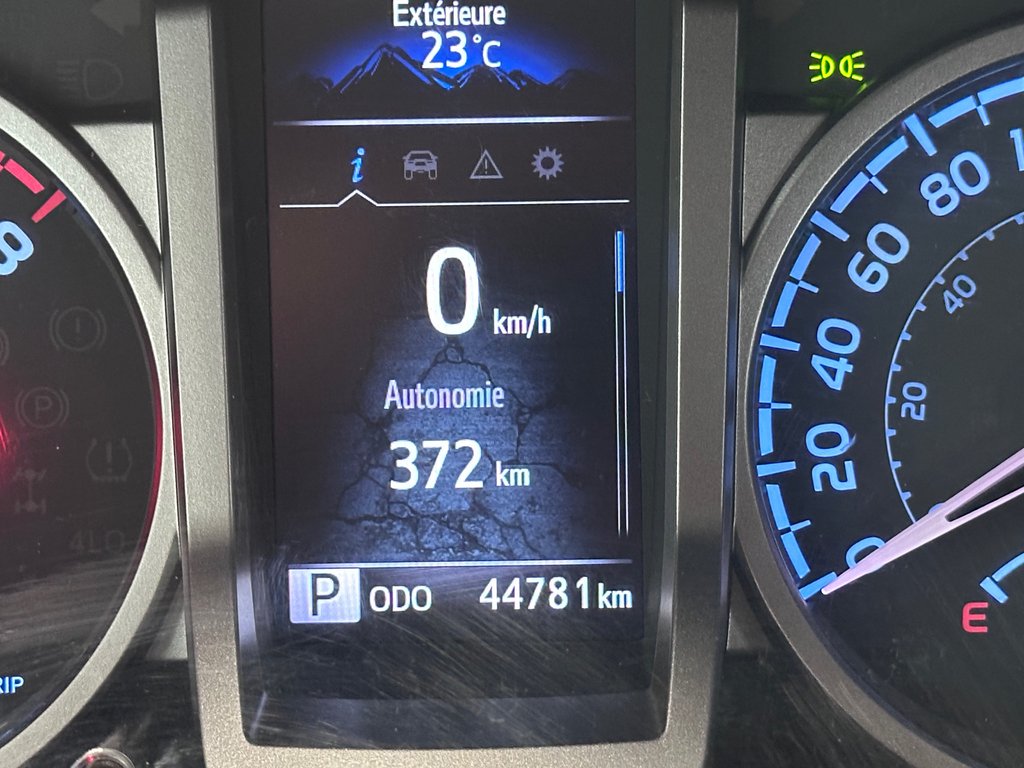 Extérieure
23°C
i
0 km/h
Autonomie
372 km
P ODO 44781 km
8
P
4LO
RIP
80
60
40
20
0
40
20
E